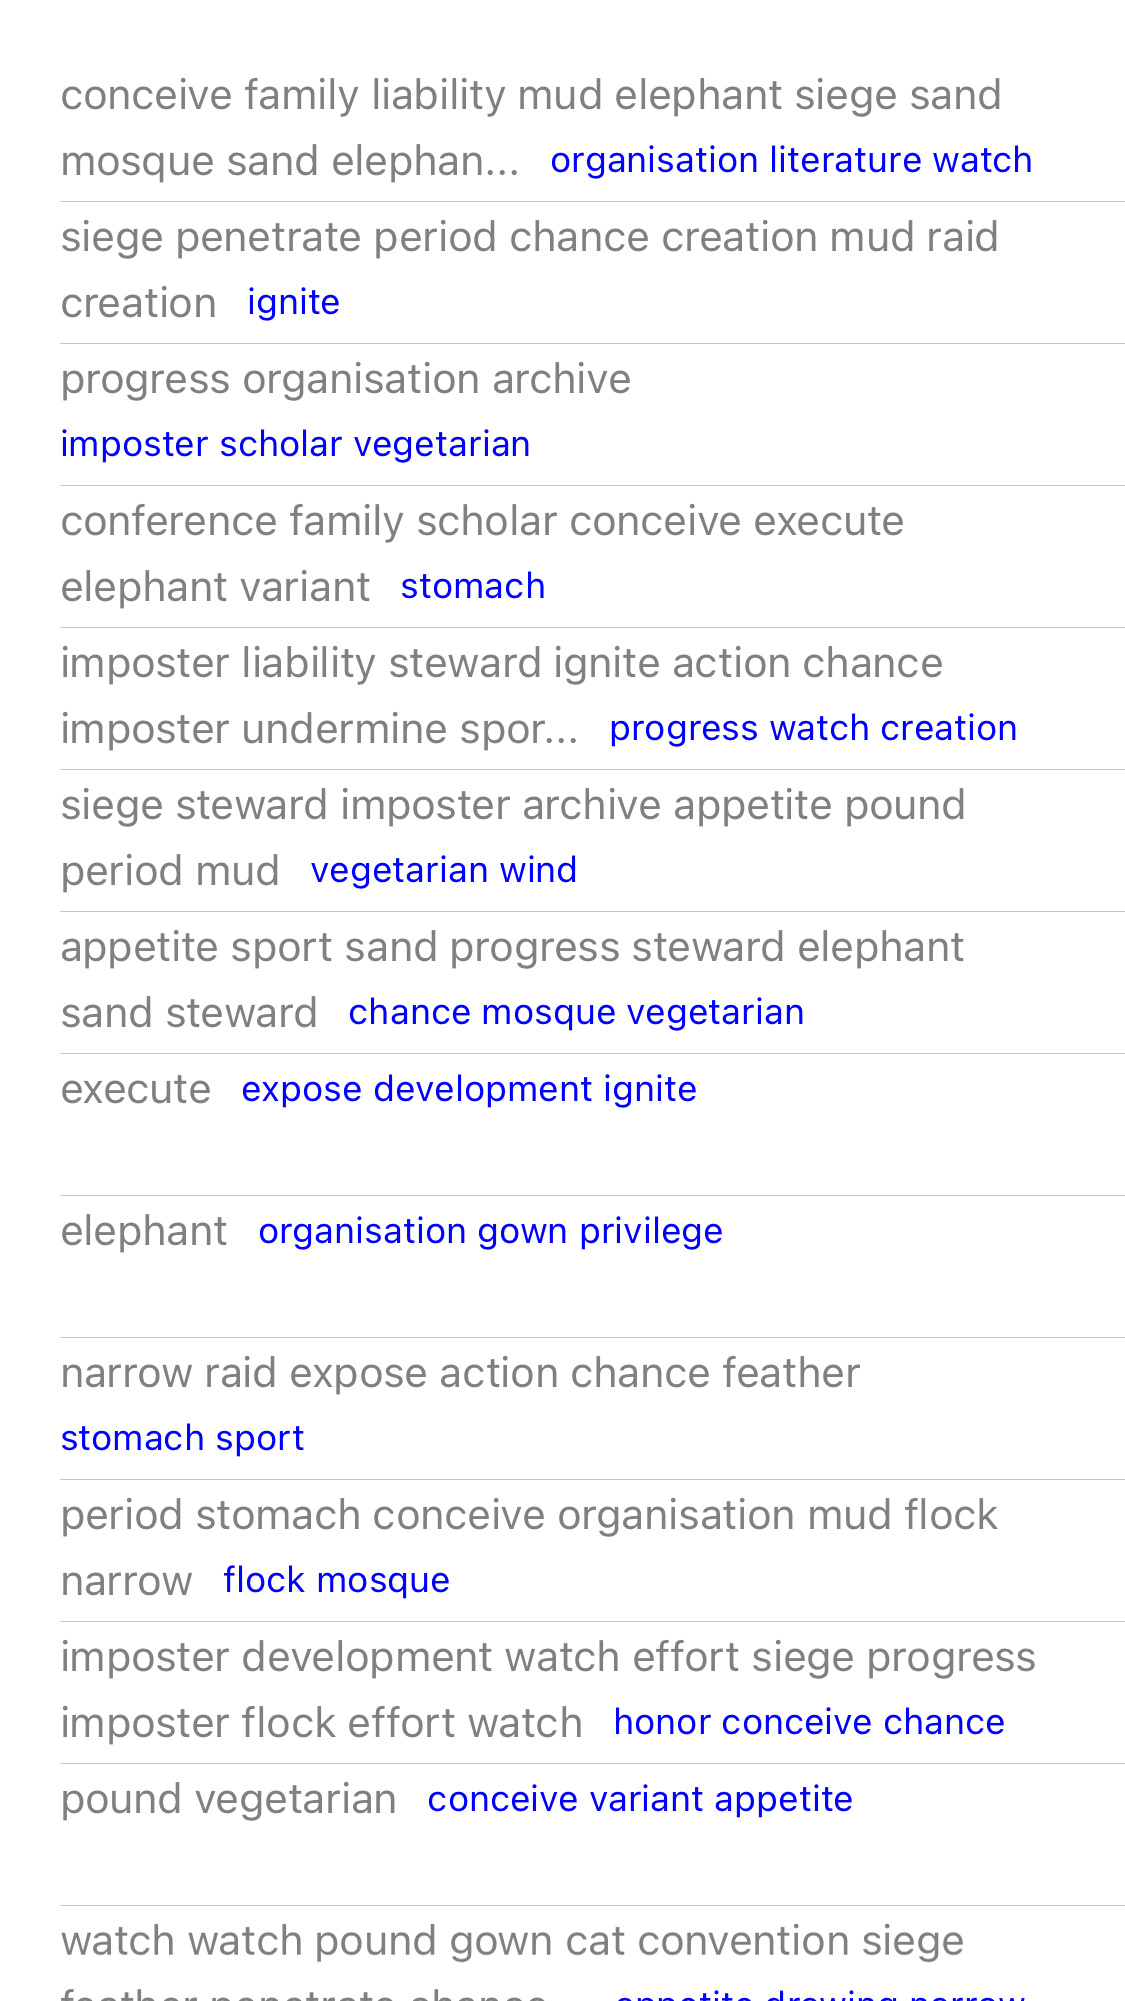 conceive family liability mud elephant siege sand
mosque sand elephan... organisation literature watch
siege penetrate period chance creation mud raid
creation ignite
progress organisation archive
imposter scholar vegetarian
conference family scholar conceive execute
elephant variant stomach
imposter liability steward ignite action chance
imposter undermine spor... progress watch creation
siege steward imposter archive appetite pound
period mud vegetarian wind
appetite sport sand progress steward elephant
sand steward chance mosque vegetarian
execute expose development ignite
elephant organisation gown privilege
narrow raid expose action chance feather
stomach sport
period stomach conceive organisation mud flock
narrow flock mosque
imposter development watch effort siege progress
imposter flock effort watch honor conceive chance
pound vegetarian conceive variant appetite
watch watch pound gown cat convention siege
feather penetrate chance... appetite drawing narrow